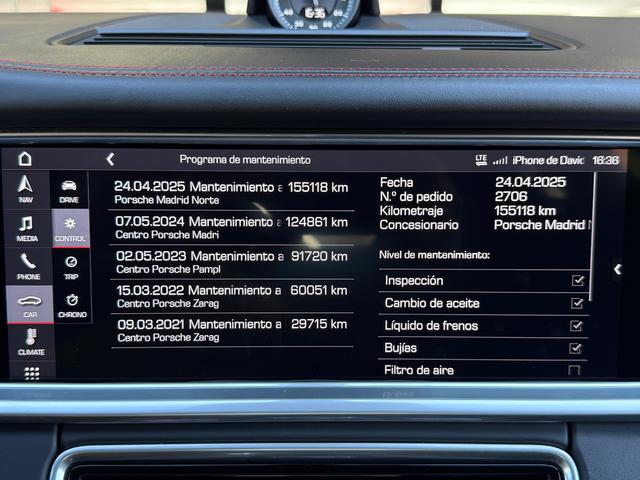 16:36
Programa de mantenimiento
LTE
iPhone de David
16:36
NAV
MEDIA
PHONE
CAR
CLIMATE
DRIVE
CONTROL
TRIP
CHRONO
24.04.2025 Mantenimiento a 155118 km
Porsche Madrid Norte
07.05.2024 Mantenimiento a 124861 km
Centro Porsche Madri
02.05.2023 Mantenimiento a 91720 km
Centro Porsche Pampl
15.03.2022 Mantenimiento a 60051 km
Centro Porsche Zarag
09.03.2021 Mantenimiento a 29715 km
Centro Porsche Zarag
Fecha 24.04.2025
N.º de pedido 2706
Kilometraje 155118 km
Concesionario Porsche Madrid N
Nivel de mantenimiento:
Inspección
Cambio de aceite
Líquido de frenos
Bujías
Filtro de aire